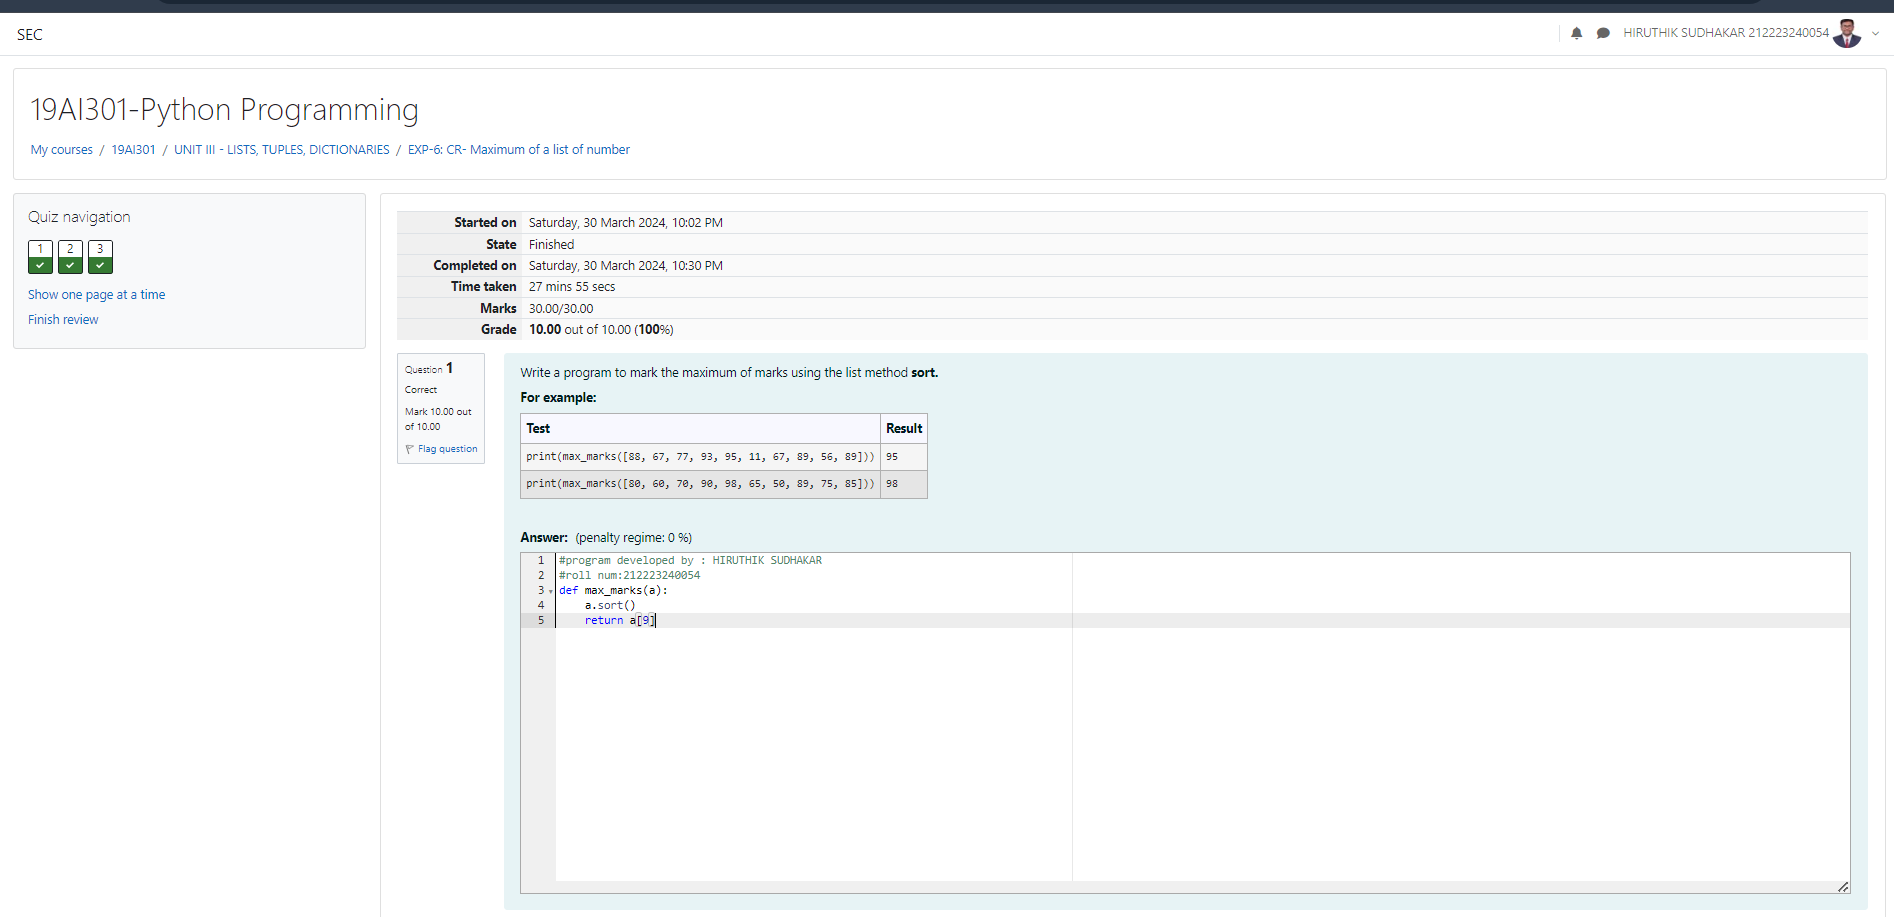 SEC
HIRUTHIK SUDHAKAR 212223240054
19AI301-Python Programming
My courses / 19AI301 / UNIT III - LISTS, TUPLES, DICTIONARIES / EXP-6: CR- Maximum of a list of number
Quiz navigation
1 2 3
Show one page at a time
Finish review
Started on Saturday, 30 March 2024, 10:02 PM
State Finished
Completed on Saturday, 30 March 2024, 10:30 PM
Time taken 27 mins 55 secs
Marks 30.00/30.00
Grade 10.00 out of 10.00 (100%)
Question 1
Correct
Mark 10.00 out
of 10.00
Flag question
Write a program to mark the maximum of marks using the list method sort.
For example:
Test Result
print(max_marks([88, 67, 77, 93, 95, 11, 67, 89, 56, 89])) 95
print(max_marks([80, 60, 70, 90, 98, 65, 50, 89, 75, 85])) 98
Answer: (penalty regime: 0 %)
1 #program developed by : HIRUTHIK SUDHAKAR
2 #roll num:212223240054
3 def max_marks(a):
4 a.sort()
5 return a[9]